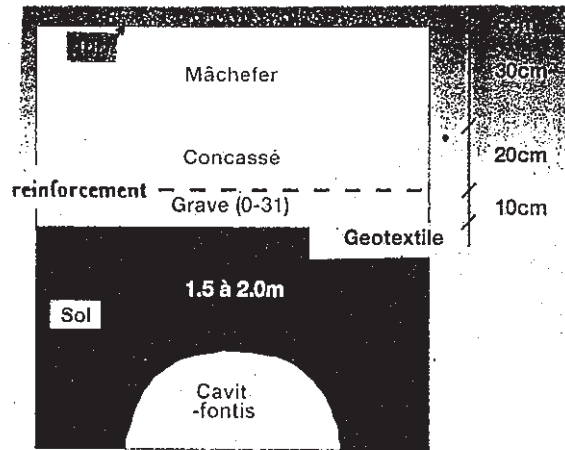 Mâchefer
30cm
Concassé
20cm
reinforcement
Grave (0-31)
10cm
Geotextile
1.5 à 2.0m
Sol
Cavit
-fontis